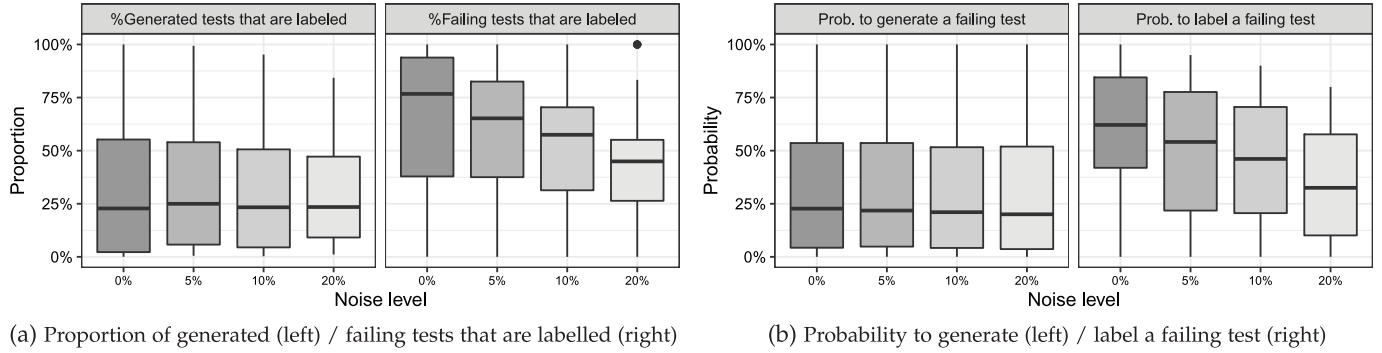 %Generated tests that are labeled
%Failing tests that are labeled
Proportion
100%
75%
50%
25%
0%
0% 5% 10% 20%
0% 5% 10% 20%
Noise level
(a) Proportion of generated (left) / failing tests that are labelled (right)
Prob. to generate a failing test
Prob. to label a failing test
Probability
100%
75%
50%
25%
0%
0% 5% 10% 20%
0% 5% 10% 20%
Noise level
(b) Probability to generate (left) / label a failing test (right)